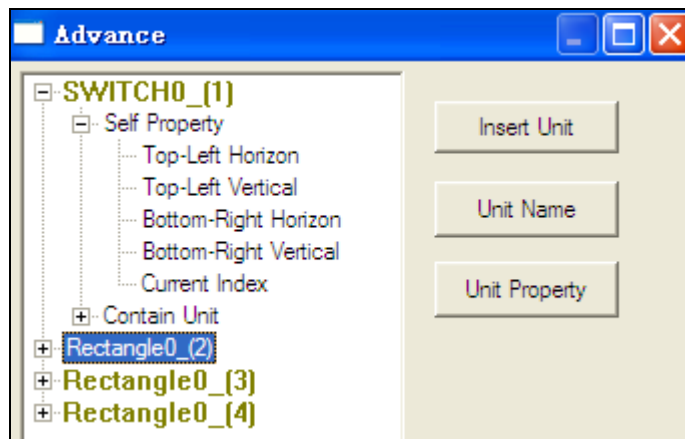 Advance
SWITCH0_(1)
Self Property
Top-Left Horizon
Top-Left Vertical
Bottom-Right Horizon
Bottom-Right Vertical
Current Index
Contain Unit
Rectangle0_(2)
Rectangle0_(3)
Rectangle0_(4)
Insert Unit
Unit Name
Unit Property